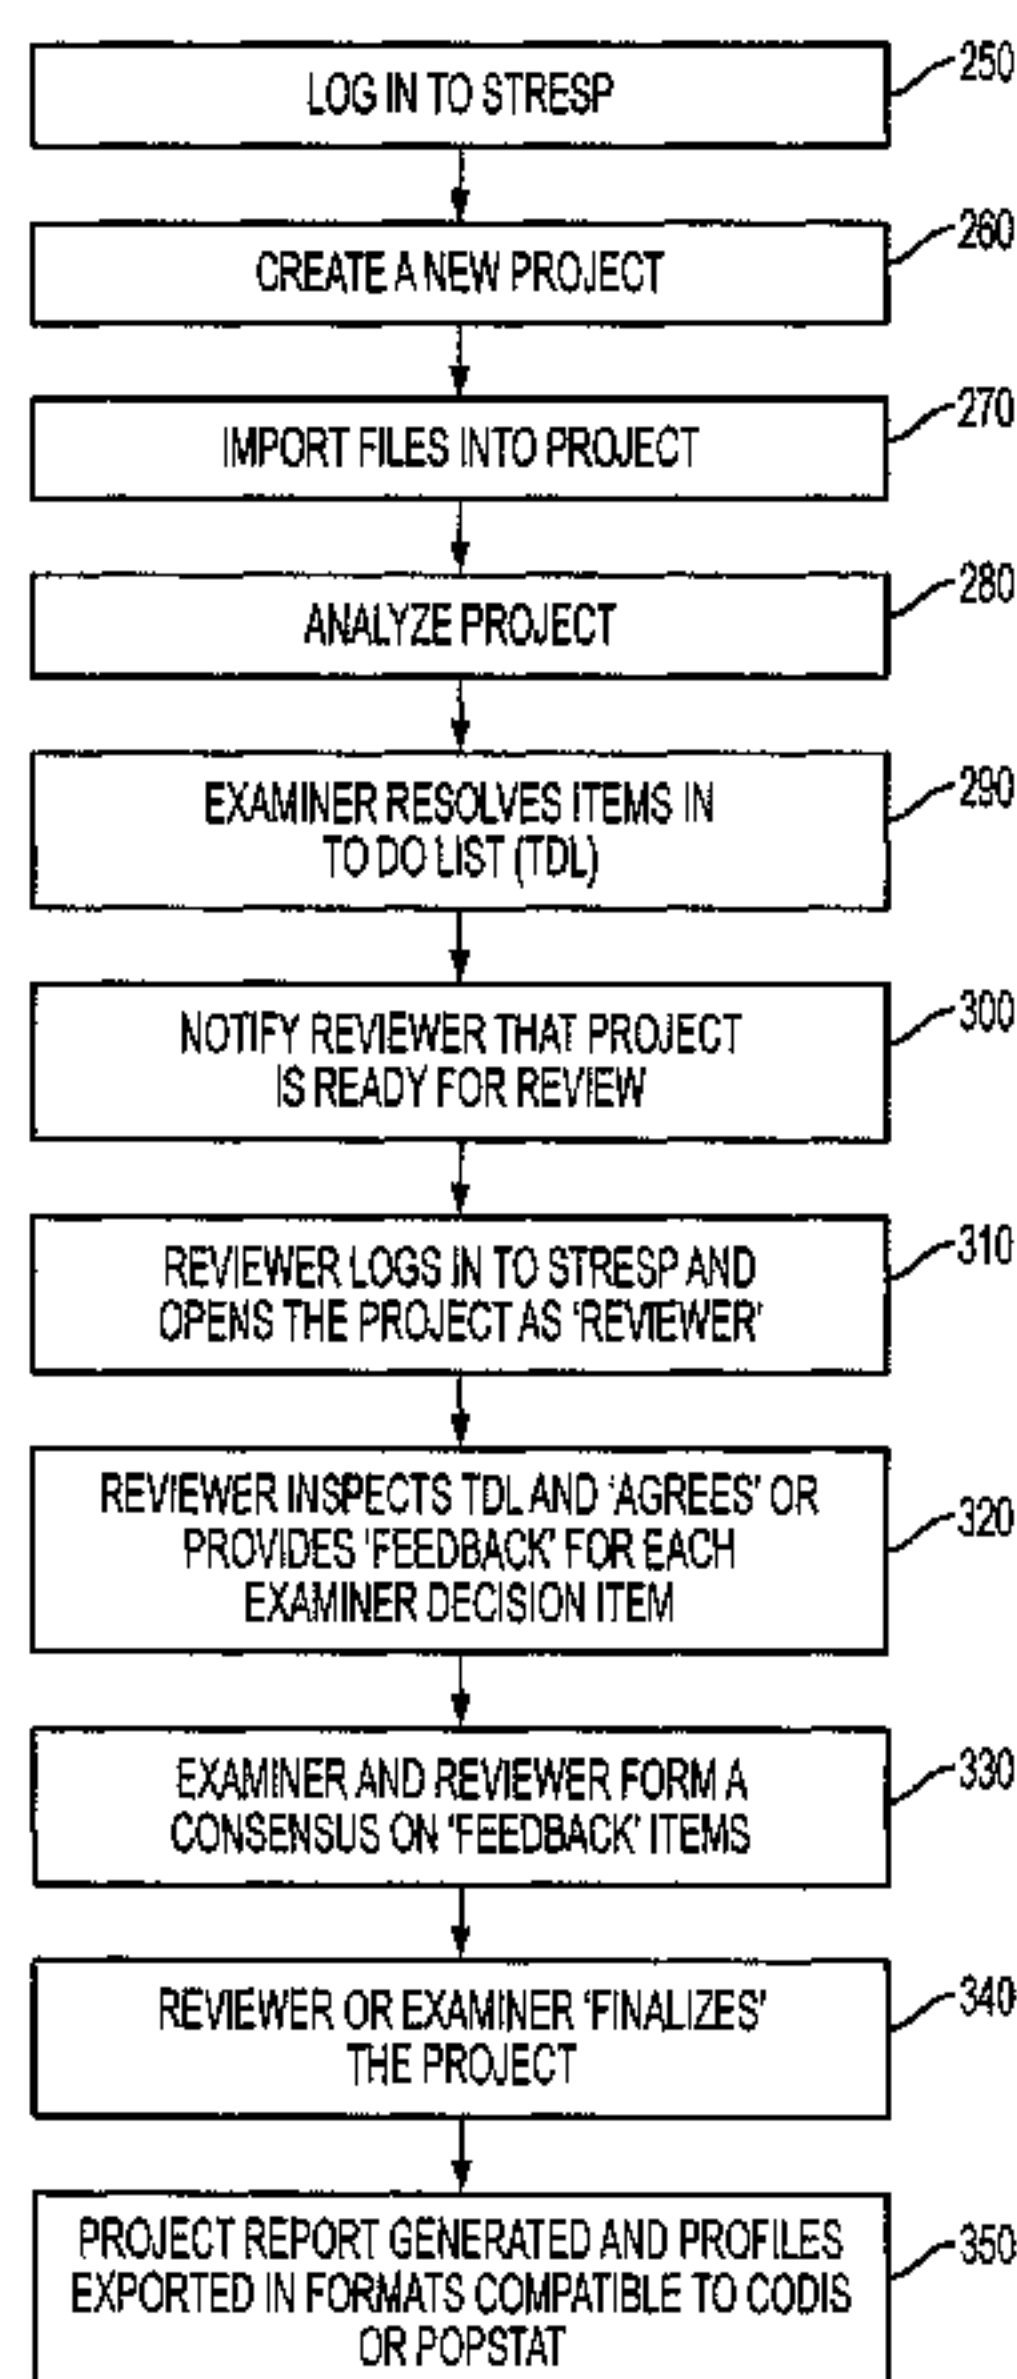 LOG IN TO STRESP
250
CREATE A NEW PROJECT
260
IMPORT FILES INTO PROJECT
270
ANALYZE PROJECT
280
EXAMINER RESOLVES ITEMS IN
TO DO LIST (TDL)
290
NOTIFY REVIEWER THAT PROJECT
IS READY FOR REVIEW
300
REVIEWER LOGS IN TO STRESP AND
OPENS THE PROJECT AS 'REVIEWER'
310
REVIEWER INSPECTS TDL AND 'AGREES' OR
PROVIDES 'FEEDBACK' FOR EACH
EXAMINER DECISION ITEM
320
EXAMINER AND REVIEWER FORM A
CONSENSUS ON 'FEEDBACK' ITEMS
330
REVIEWER OR EXAMINER 'FINALIZES'
THE PROJECT
340
PROJECT REPORT GENERATED AND PROFILES
EXPORTED IN FORMATS COMPATIBLE TO CODIS
OR POPSTAT
350